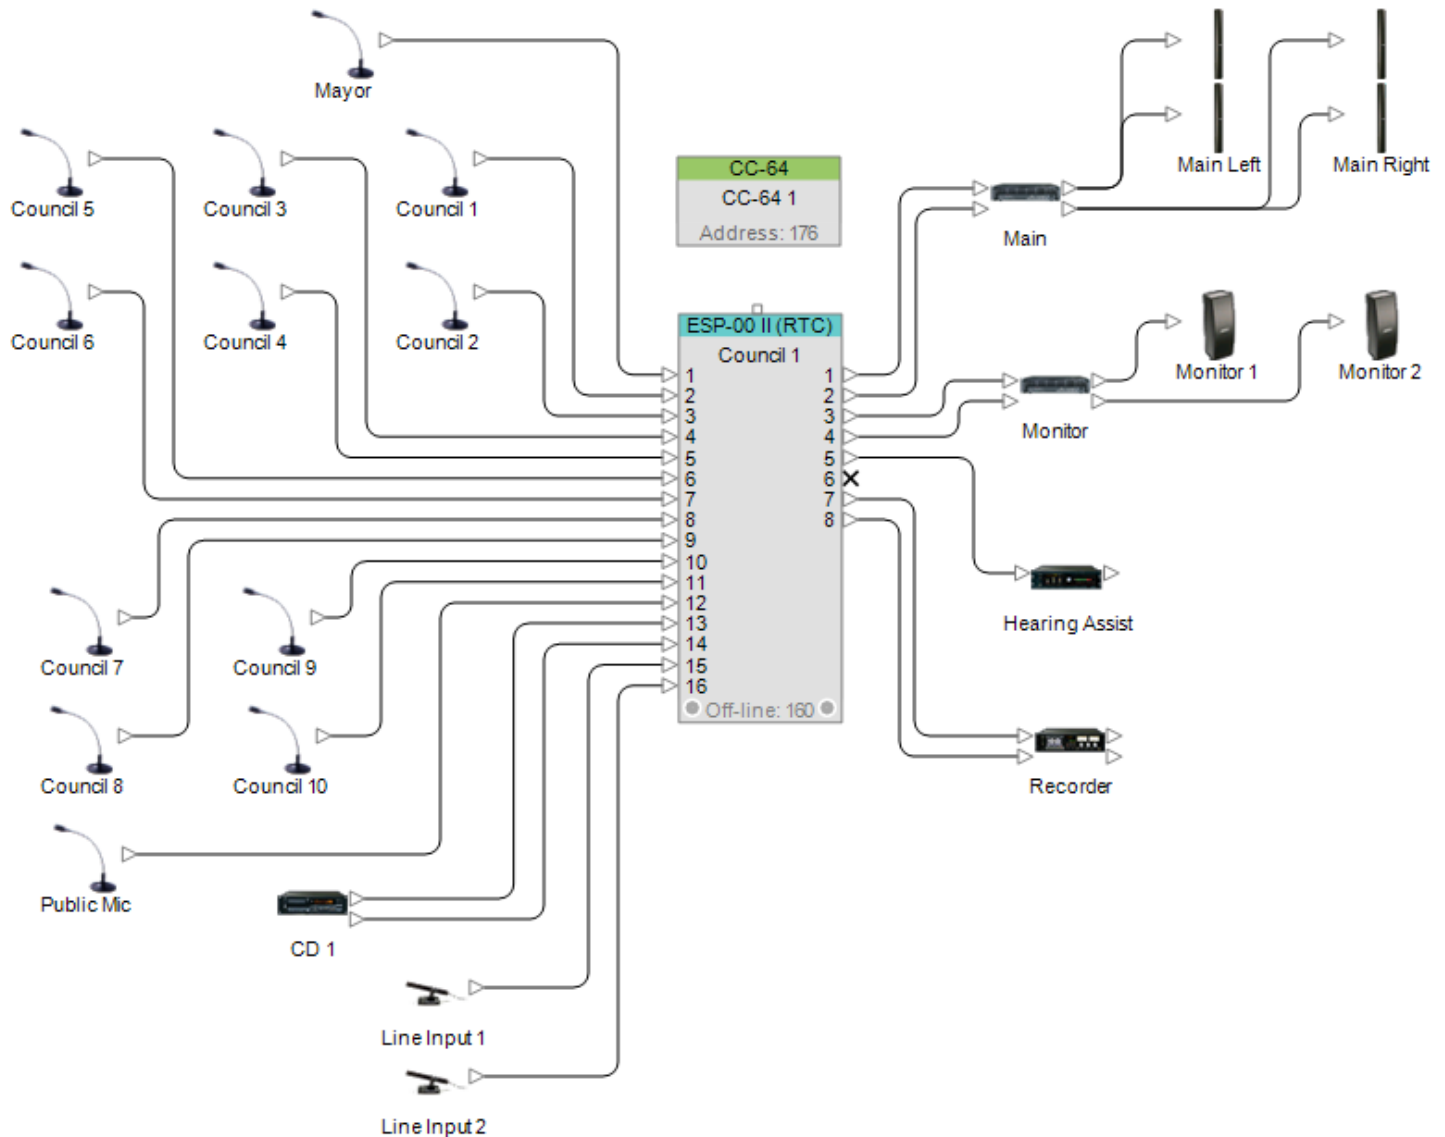 Mayor
Council 5
Council 3
Council 1
Council 6
Council 4
Council 2
CC-64
CC-64 1
Address: 176
Main Left
Main Right
Main
Monitor 1
Monitor 2
Monitor
ESP-00 II (RTC)
Council 1
1 1
2 2
3 3
4 4
5 5
6 6
7 7
8 8
9
10
11
12
13
14
15
16
Off-line: 160
Hearing Assist
Recorder
Council 7
Council 9
Council 8
Council 10
Public Mic
CD 1
Line Input 1
Line Input 2